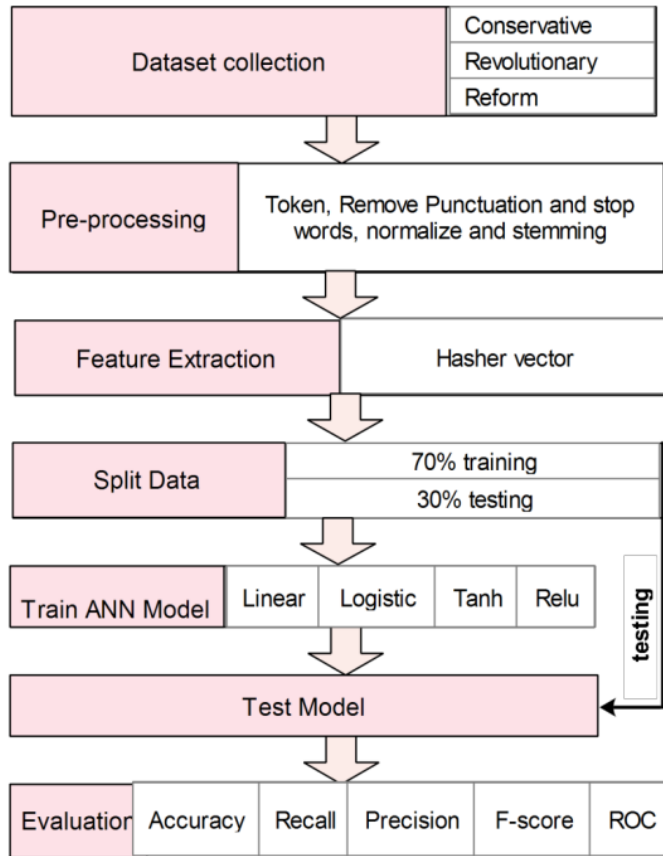 Dataset collection
Conservative
Revolutionary
Reform
Pre-processing
Token, Remove Punctuation and stop
words, normalize and stemming
Feature Extraction
Hasher vector
Split Data
70% training
30% testing
testing
Train ANN Model
Linear
Logistic
Tanh
Relu
Test Model
Evaluation
Accuracy
Recall
Precision
F-score
ROC